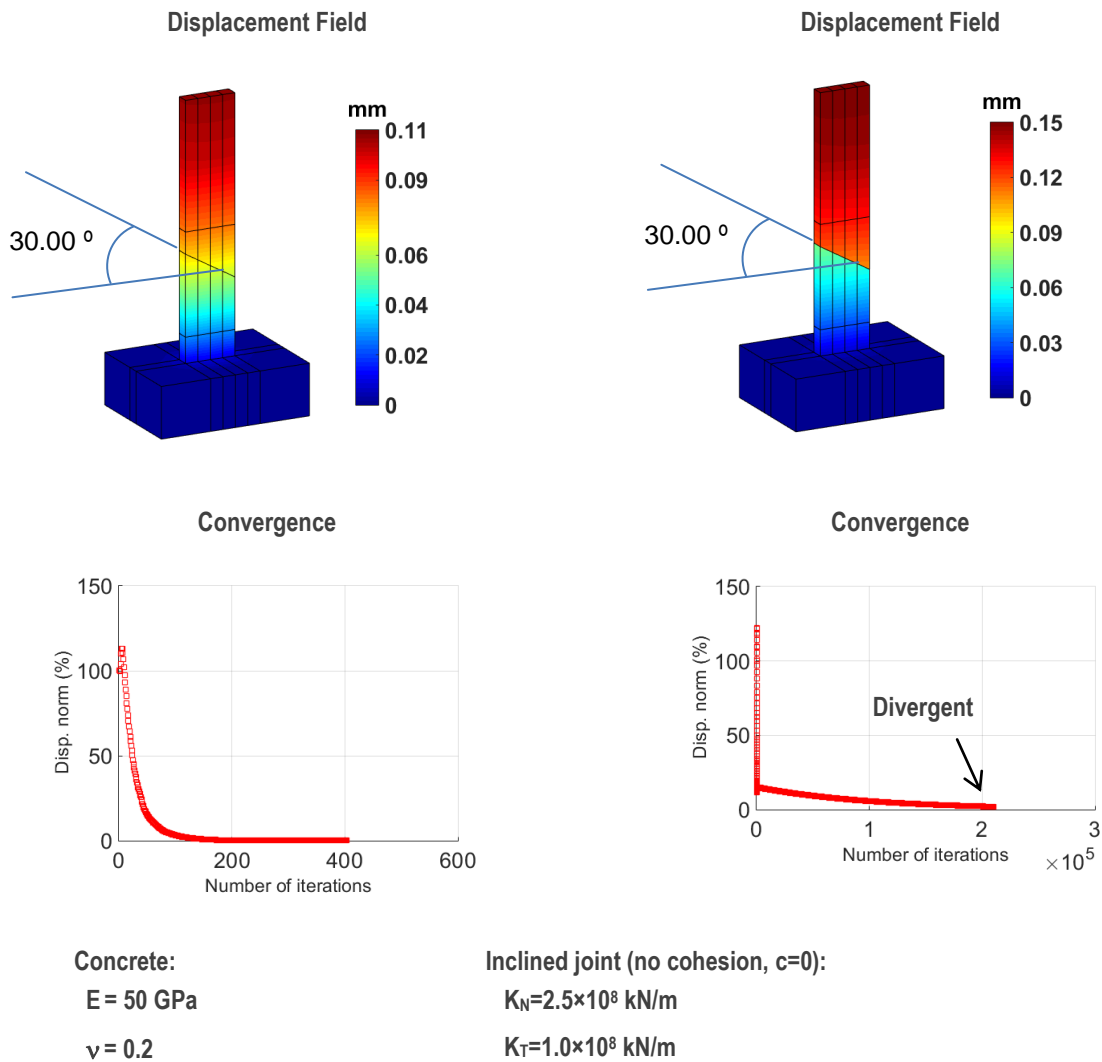 Displacement Field
Displacement Field
mm
0.11
0.09
0.06
0.04
0.02
0
30.00 º
mm
0.15
0.12
0.09
0.06
0.03
0
30.00 º
Convergence
Convergence
150
100
50
0
0 200 400 600
Disp. norm (%)
Number of iterations
150
100
50
0
0 1 2 3
×10⁵
Disp. norm (%)
Number of iterations
Divergent
Concrete:
E = 50 GPa
ν = 0.2
Inclined joint (no cohesion, c=0):
K_N=2.5×10⁸ kN/m
K_T=1.0×10⁸ kN/m